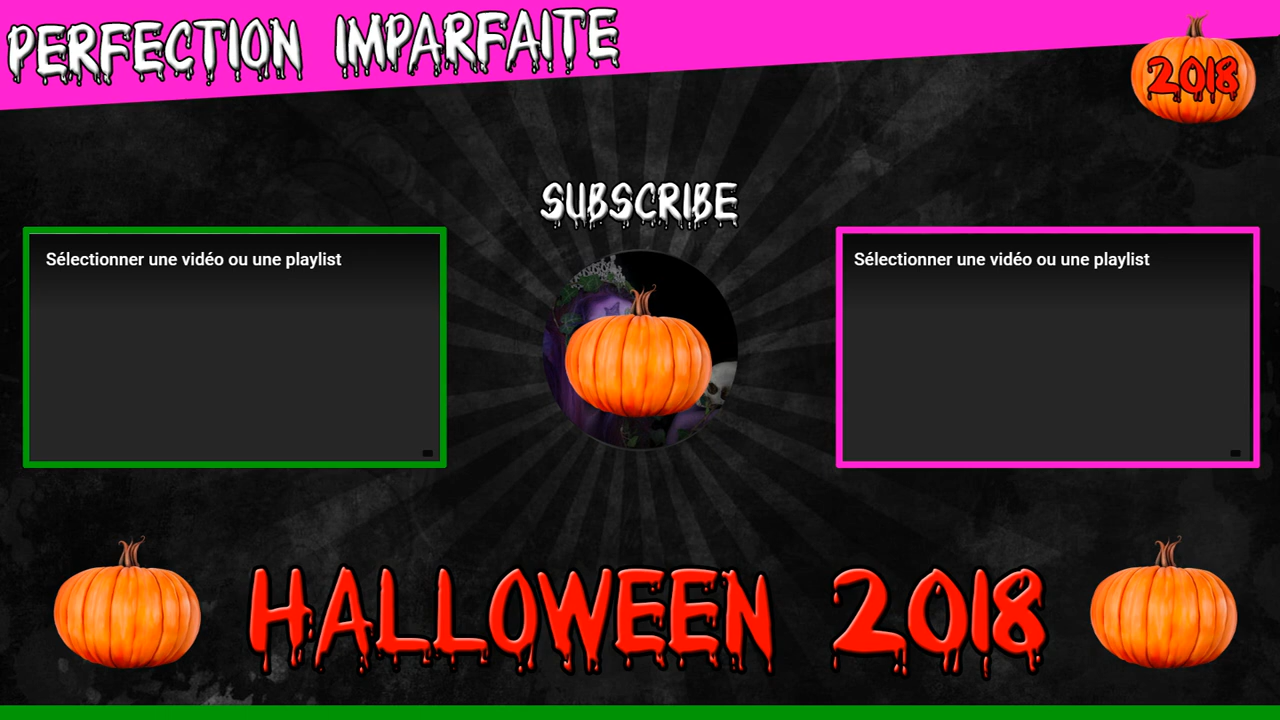 PERFECTION IMPARFAITE
2018
SUBSCRIBE
Sélectionner une vidéo ou une playlist
Sélectionner une vidéo ou une playlist
HALLOWEEN 2018